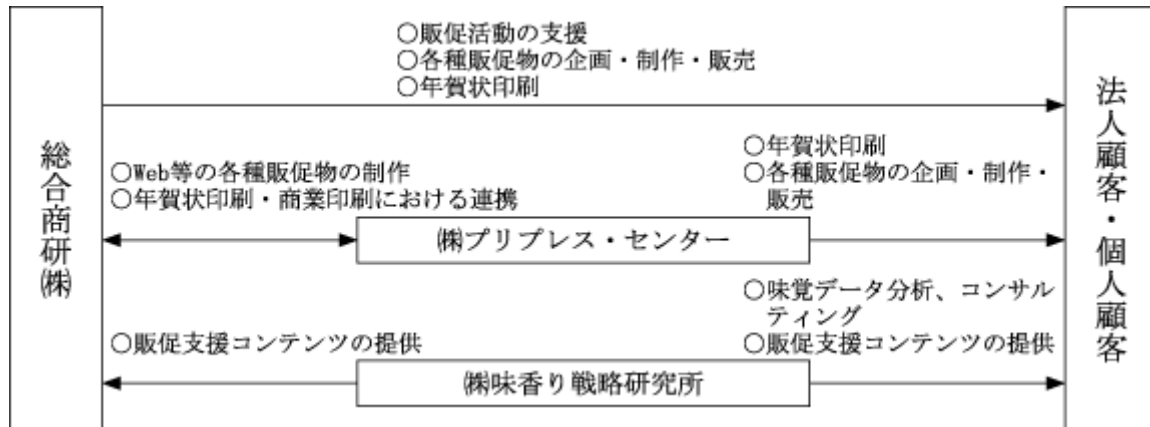 ○販促活動の支援
○各種販促物の企画・制作・販売
○年賀状印刷
総合商研㈱
法人顧客・個人顧客
○Web等の各種販促物の制作
○年賀状印刷・商業印刷における連携
○年賀状印刷
○各種販促物の企画・制作・
販売
㈱プリプレス・センター
○味覚データ分析、コンサル
ティング
○販促支援コンテンツの提供
○販促支援コンテンツの提供
㈱味香り戦略研究所